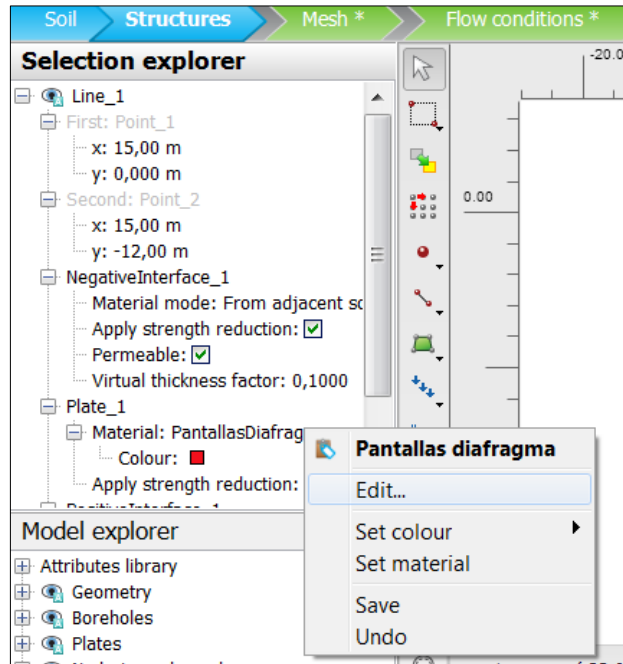 Soil Structures Mesh * Flow conditions *
Selection explorer
-20.0
Line_1
First: Point_1
x: 15,00 m
y: 0,000 m
Second: Point_2
0.00
x: 15,00 m
y: -12,00 m
NegativeInterface_1
Material mode: From adjacent so
Apply strength reduction:
Permeable:
Virtual thickness factor: 0,1000
Plate_1
Material: PantallasDiafrag
Colour:
Apply strength reduction:
Pantallas diafragma
Edit...
Set colour
Set material
Save
Undo
Model explorer
Attributes library
Geometry
Boreholes
Plates